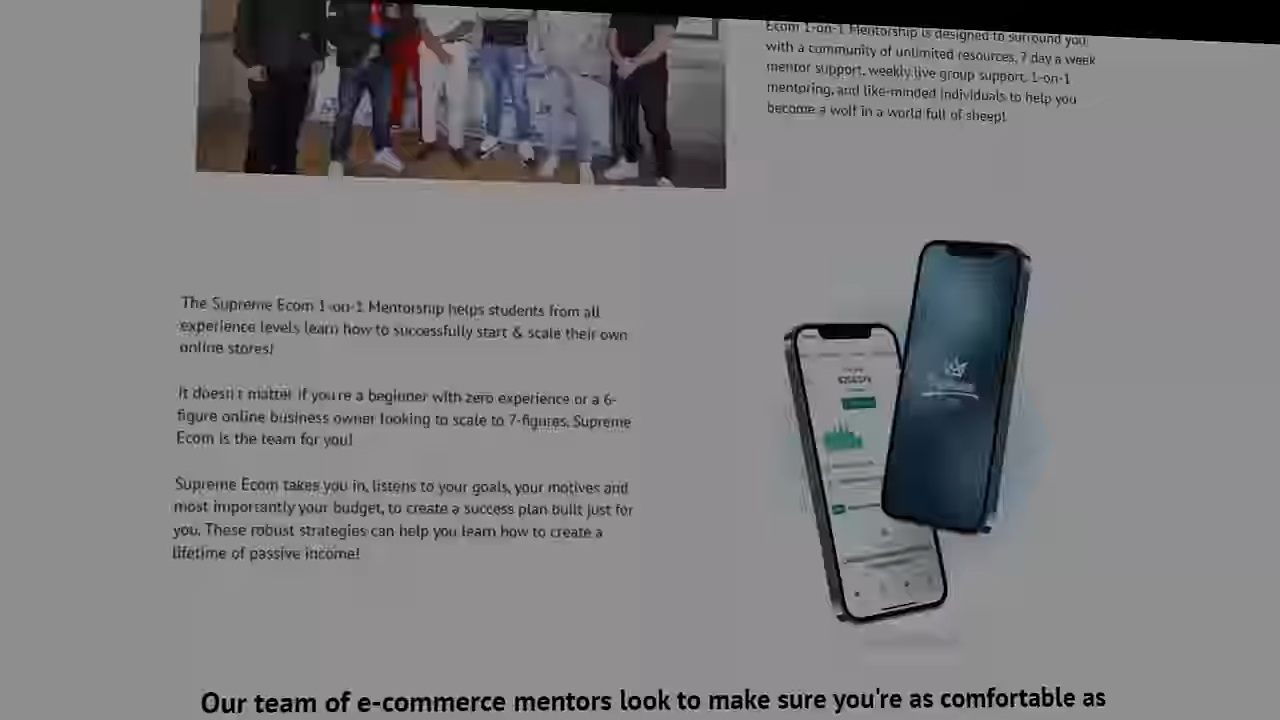 Ecom 1-on-1 Mentorship is designed to surround you
with a community of unlimited resources, 7 day a week
mentor support, weekly live group support, 1-on-1
mentoring, and like-minded individuals to help you
become a wolf in a world full of sheep!
The Supreme Ecom 1-on-1 Mentorship helps students from all
experience levels learn how to successfully start & scale their own
online stores!
It doesn't matter if you're a beginner with zero experience or a 6-
figure online business owner looking to scale to 7-figures, Supreme
Ecom is the team for you!
Supreme Ecom takes you in, listens to your goals, your motives and
most importantly your budget, to create a success plan built just for
you. These robust strategies can help you learn how to create a
lifetime of passive income!
Our team of e-commerce mentors look to make sure you're as comfortable as